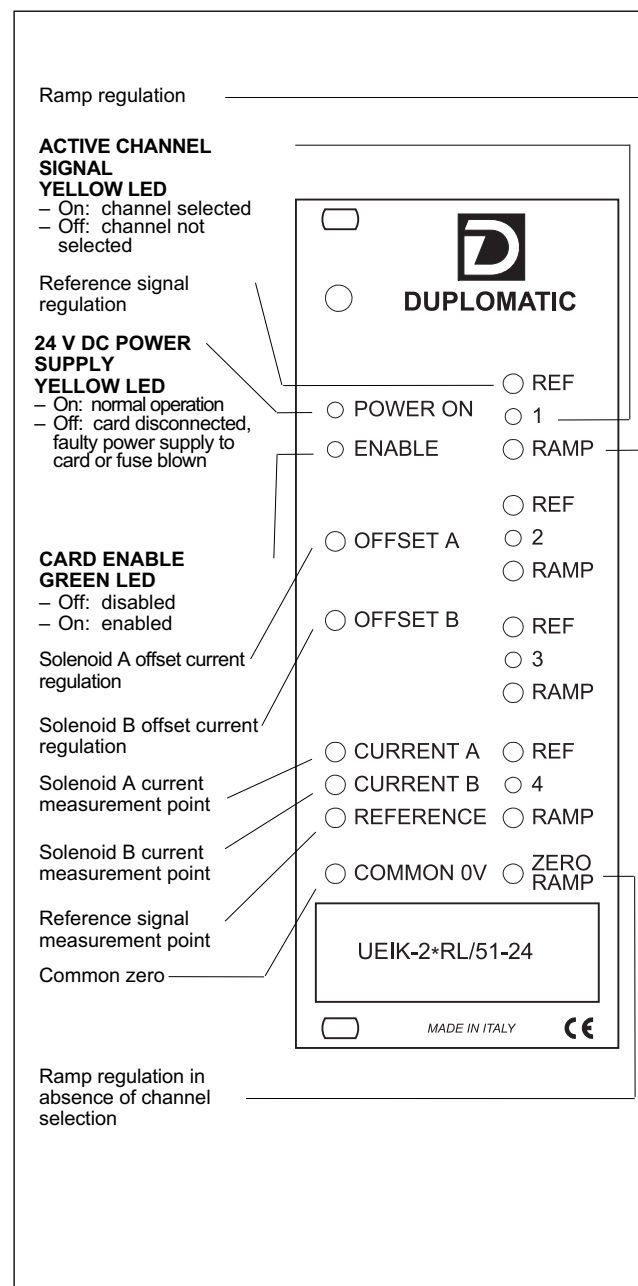 Ramp regulation
ACTIVE CHANNEL
SIGNAL
YELLOW LED
– On: channel selected
– Off: channel not
selected
Reference signal
regulation
24 V DC POWER
SUPPLY
YELLOW LED
– On: normal operation
– Off: card disconnected,
faulty power supply to
card or fuse blown
CARD ENABLE
GREEN LED
– Off: disabled
– On: enabled
Solenoid A offset current
regulation
Solenoid B offset current
regulation
Solenoid A current
measurement point
Solenoid B current
measurement point
Reference signal
measurement point
Common zero
Ramp regulation in
absence of channel
selection
D
DUPLOMATIC
POWER ON
ENABLE
OFFSET A
OFFSET B
CURRENT A
CURRENT B
REFERENCE
COMMON 0V
REF
1
RAMP
REF
2
RAMP
REF
3
RAMP
REF
4
RAMP
ZERO
RAMP
UEIK-2*RL/51-24
MADE IN ITALY
CE